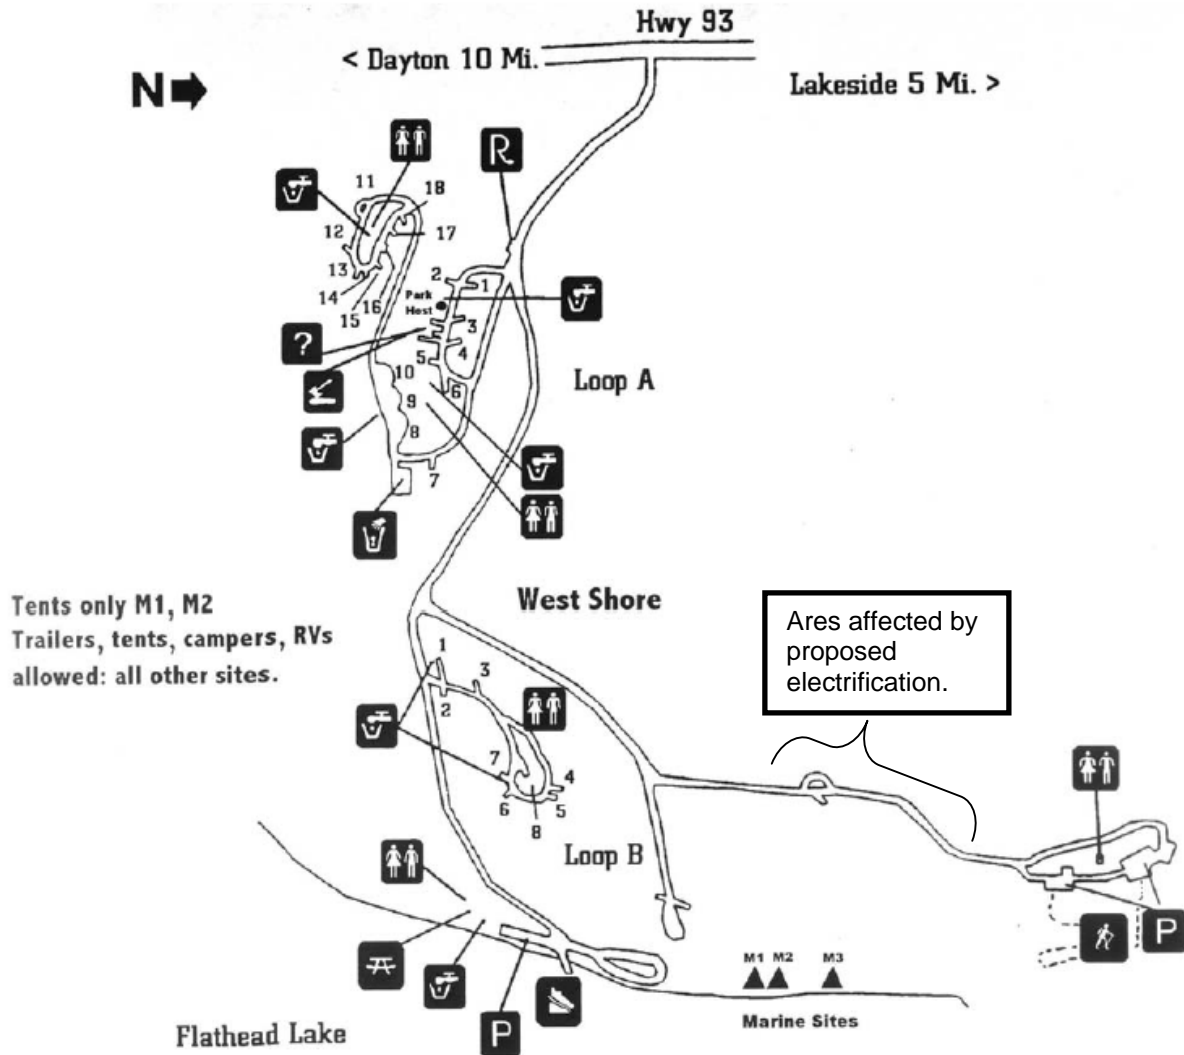 Hwy 93
< Dayton 10 Mi.
Lakeside 5 Mi. >
N
R
11
18
12
17
13
14
16
15
2
1
Park
Host
3
?
4
5
10
6
Loop A
9
8
7
Tents only M1, M2
Trailers, tents, campers, RVs
allowed: all other sites.
West Shore
Ares affected by
proposed
electrification.
1
3
2
7
4
6
5
8
Loop B
P
M1 M2 M3
Marine Sites
P
Flathead Lake